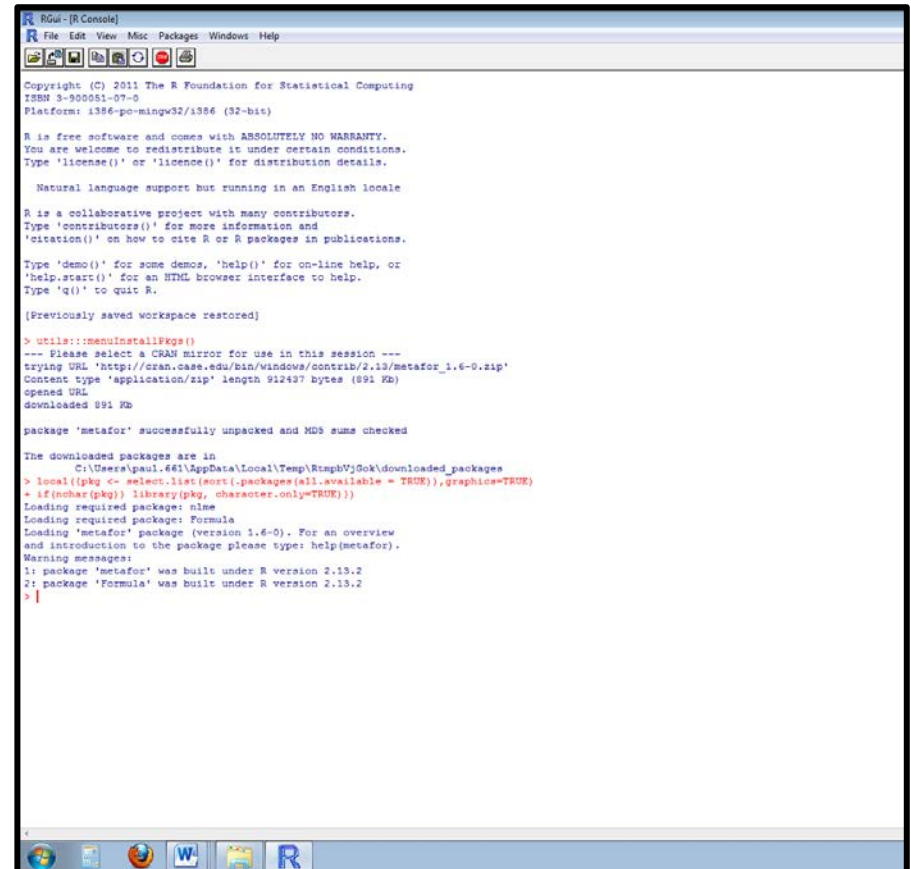 RGui - [R Console]
File Edit View Misc Packages Windows Help
STOP
Copyright (C) 2011 The R Foundation for Statistical Computing
ISBN 3-900051-07-0
Platform: i386-pc-mingw32/i386 (32-bit)
R is free software and comes with ABSOLUTELY NO WARRANTY.
You are welcome to redistribute it under certain conditions.
Type 'license()' or 'licence()' for distribution details.
Natural language support but running in an English locale
R is a collaborative project with many contributors.
Type 'contributors()' for more information and
'citation()' on how to cite R or R packages in publications.
Type 'demo()' for some demos, 'help()' for on-line help, or
'help.start()' for an HTML browser interface to help.
Type 'q()' to quit R.
[Previously saved workspace restored]
> utils:::menuInstallPkgs()
--- Please select a CRAN mirror for use in this session ---
trying URL 'http://cran.case.edu/bin/windows/contrib/2.13/metafor_1.6-0.zip'
Content type 'application/zip' length 912437 bytes (891 Kb)
opened URL
downloaded 891 Kb
package 'metafor' successfully unpacked and MD5 sums checked
The downloaded packages are in
C:\Users\paul.661\AppData\Local\Temp\RtmpbVjGok\downloaded_packages
> local({pkg <- select.list(sort(.packages(all.available = TRUE)),graphics=TRUE)
+ if(nchar(pkg)) library(pkg, character.only=TRUE)})
Loading required package: nlme
Loading required package: Formula
Loading 'metafor' package (version 1.6-0). For an overview
and introduction to the package please type: help(metafor).
Warning messages:
1: package 'metafor' was built under R version 2.13.2
2: package 'Formula' was built under R version 2.13.2
>
W
R